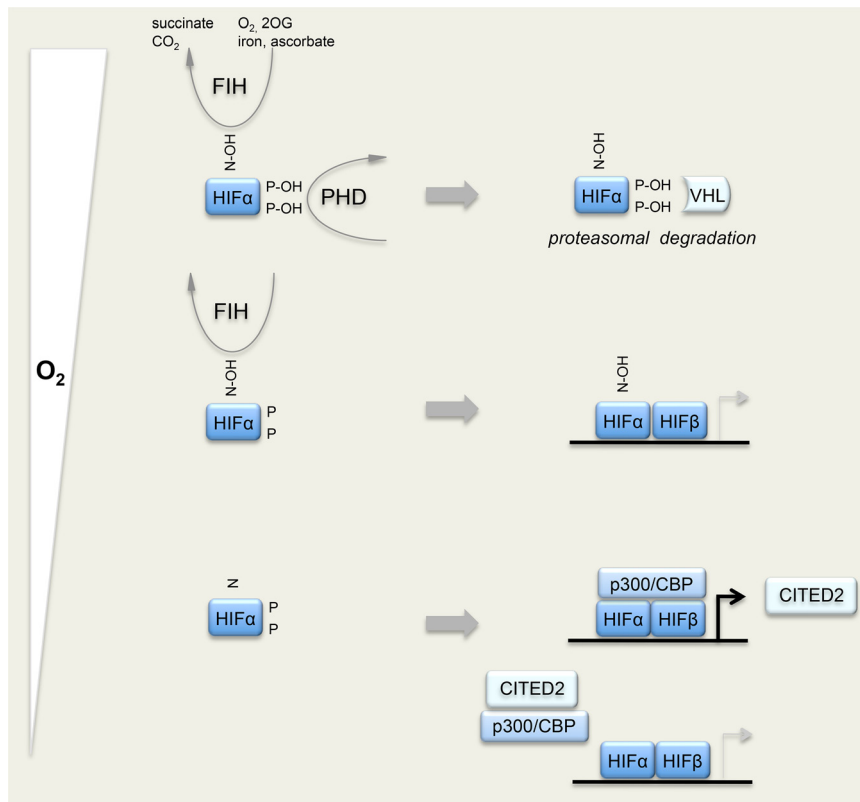 succinate
CO₂
O₂, 2OG
iron, ascorbate
FIH
N-OH
HIFα
P-OH
P-OH
PHD
N-OH
HIFα
P-OH
P-OH
VHL
proteasomal degradation
FIH
O₂
N-OH
HIFα
P
P
N-OH
HIFα
HIFβ
N
HIFα
P
P
p300/CBP
HIFα
HIFβ
CITED2
CITED2
p300/CBP
HIFα
HIFβ